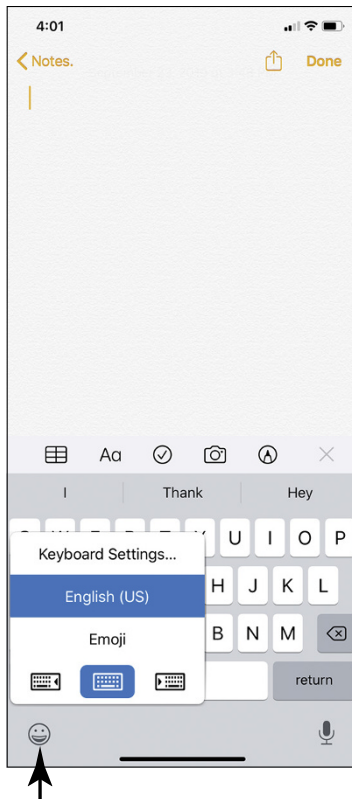 4:01
Notes.
Done
Aa
I Thank Hey
U I O P
Keyboard Settings...
H J K L
English (US)
B N M
Emoji
return